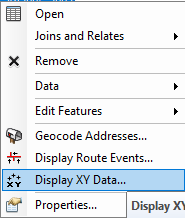 Open
Joins and Relates
Remove
Data
Edit Features
Geocode Addresses...
Display Route Events...
Display XY Data...
Properties...
Display XY